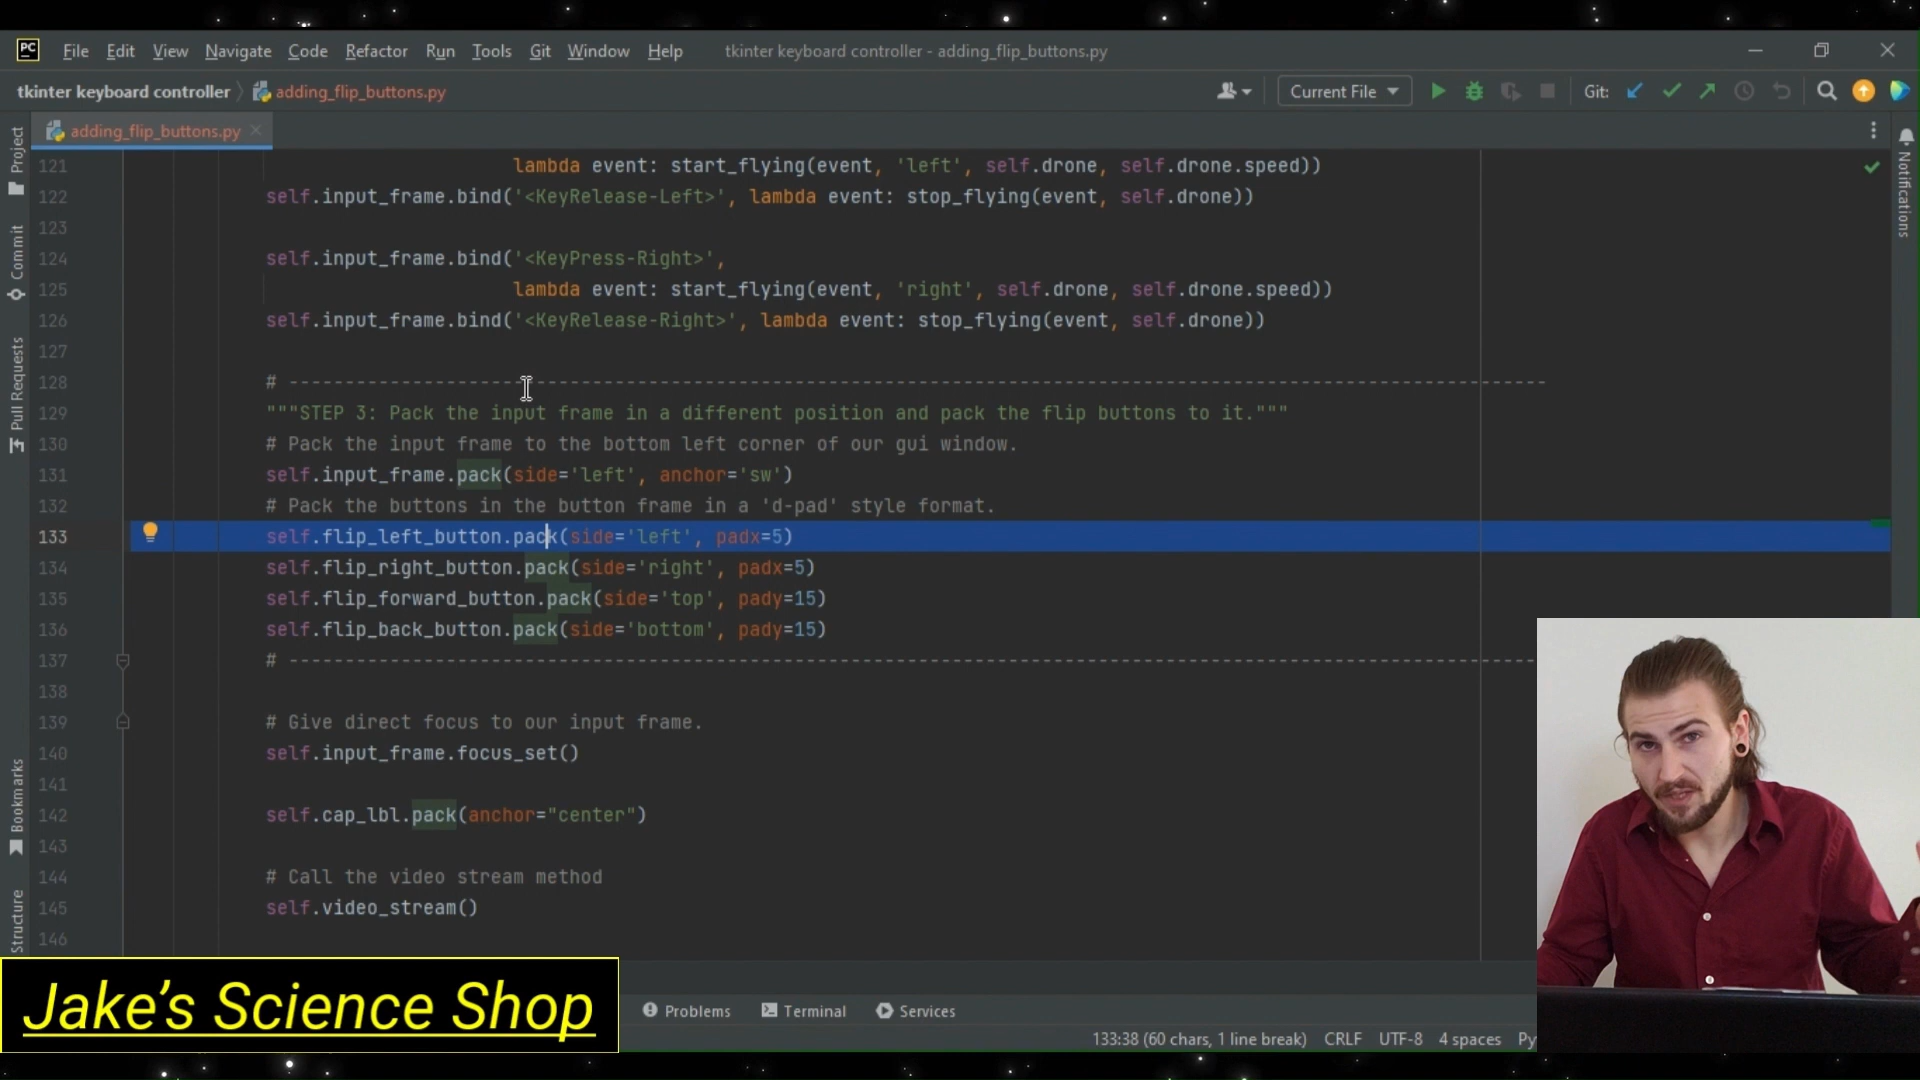 PC File Edit View Navigate Code Refactor Run Tools Git Window Help tkinter keyboard controller - adding_flip_buttons.py
tkinter keyboard controller adding_flip_buttons.py Current File Git:
adding_flip_buttons.py
Project
Commit
Pull Requests
Bookmarks
Structure
Notifications
121 lambda event: start_flying(event, 'left', self.drone, self.drone.speed))
122 self.input_frame.bind('<KeyRelease-Left>', lambda event: stop_flying(event, self.drone))
123
124 self.input_frame.bind('<KeyPress-Right>',
125 lambda event: start_flying(event, 'right', self.drone, self.drone.speed))
126 self.input_frame.bind('<KeyRelease-Right>', lambda event: stop_flying(event, self.drone))
127
128 # ----------------------------------------------------------------------------------------------------------------
129 """STEP 3: Pack the input frame in a different position and pack the flip buttons to it."""
130 # Pack the input frame to the bottom left corner of our gui window.
131 self.input_frame.pack(side='left', anchor='sw')
132 # Pack the buttons in the button frame in a 'd-pad' style format.
133 self.flip_left_button.pack(side='left', padx=5)
134 self.flip_right_button.pack(side='right', padx=5)
135 self.flip_forward_button.pack(side='top', pady=15)
136 self.flip_back_button.pack(side='bottom', pady=15)
137 # ---------------------------------------------------------------------------------------------------------------
138
139 # Give direct focus to our input frame.
140 self.input_frame.focus_set()
141
142 self.cap_lbl.pack(anchor="center")
143
144 # Call the video stream method
145 self.video_stream()
146
Jake's Science Shop
Problems Terminal Services
133:38 (60 chars, 1 line break) CRLF UTF-8 4 spaces Py